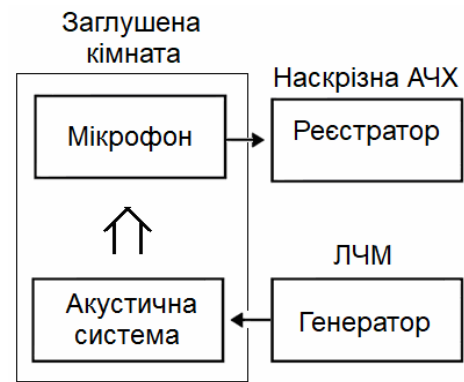 Заглушена
кімната
Наскрізна АЧХ
Мікрофон
Реєстратор
ЛЧМ
Акустична
система
Генератор